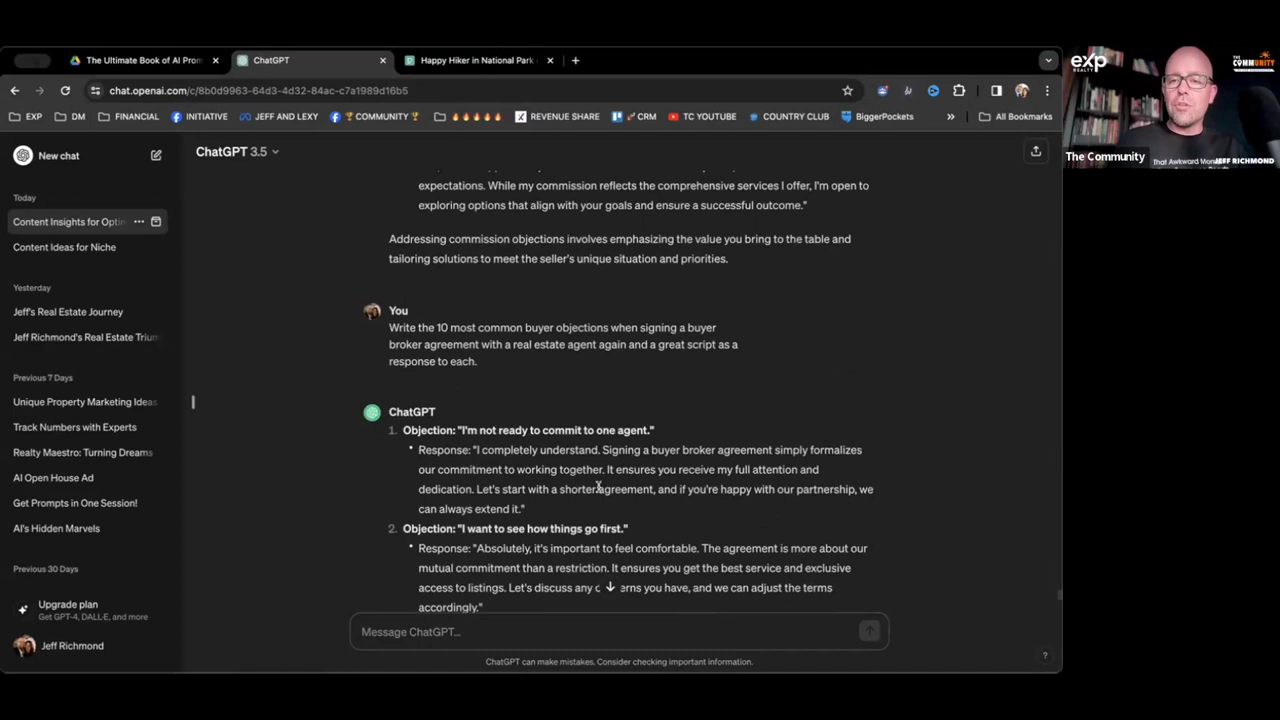 The Ultimate Book of AI Prom
ChatGPT
Happy Hiker in National Park
chat.openai.com/c/8b0d9963-64d3-4d32-84ac-c7a1989d16b5
EXP
DM
FINANCIAL
INITIATIVE
JEFF AND LEXY
COMMUNITY
REVENUE SHARE
CRM
TC YOUTUBE
COUNTRY CLUB
BiggerPockets
All Bookmarks
New chat
ChatGPT 3.5
Today
Content Insights for Optin
Content Ideas for Niche
Yesterday
Jeff's Real Estate Journey
Jeff Richmond's Real Estate Trium
Previous 7 Days
Unique Property Marketing Ideas
Track Numbers with Experts
Realty Maestro: Turning Dreams
AI Open House Ad
Get Prompts in One Second!
AI's Hidden Marvels
Previous 30 Days
Upgrade plan
Get GPT-4, DALL·E, and more
Jeff Richmond
expectations. While my commission reflects the comprehensive services I offer, I'm open to
exploring options that align with your goals and ensure a successful outcome."
Addressing commission objections involves emphasizing the value you bring to the table and
tailoring solutions to meet the seller's unique situation and priorities.
You
Write the 10 most common buyer objections when signing a buyer
broker agreement with a real estate agent again and a great script as a
response to each.
ChatGPT
1. Objection: "I'm not ready to commit to one agent."
• Response: "I completely understand. Signing a buyer broker agreement simply formalizes
our commitment to working together. It ensures you receive my full attention and
dedication. Let's start with a shorter agreement, and if you're happy with our partnership, we
can always extend it."
2. Objection: "I want to see how things go first."
• Response: "Absolutely, it's important to feel comfortable. The agreement is more about our
mutual commitment than a restriction. It ensures you get the best service and exclusive
access to listings. Let's discuss any c erns you have, and we can adjust the terms
accordingly."
Message ChatGPT...
ChatGPT can make mistakes. Consider checking important information.
?
exp
REALTY
THE
COMMUNITY
The Community
That Awkward Mom
JEFF RICHMOND